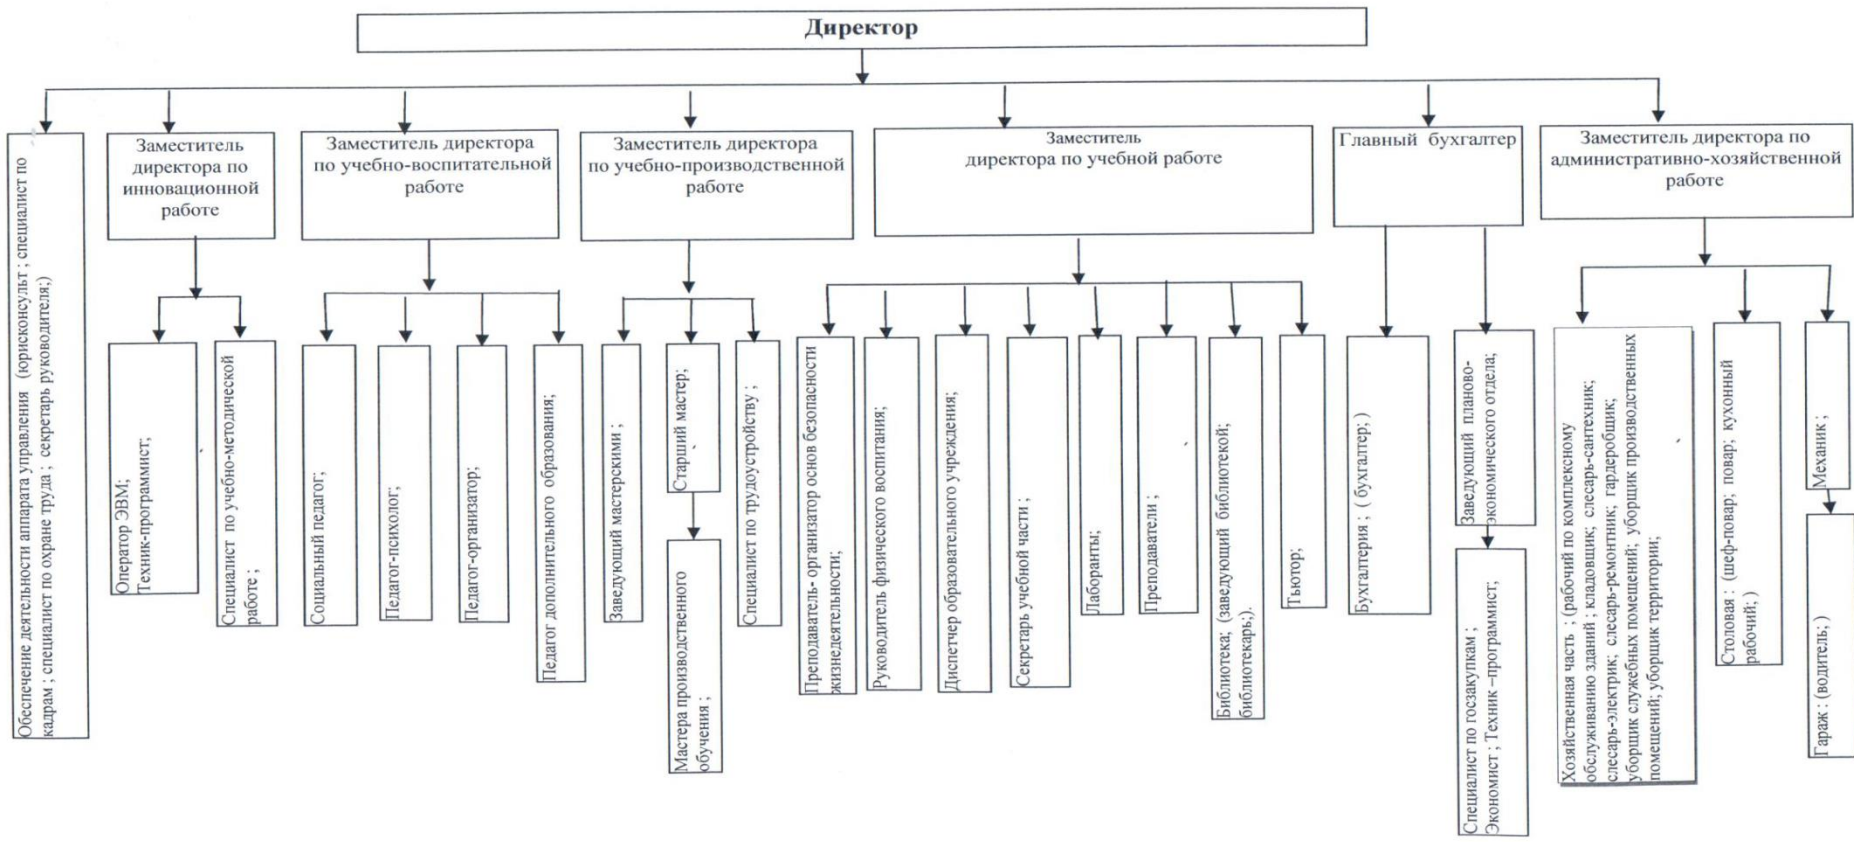 Директор
Обеспечение деятельности аппарата управления (юрисконсульт ; специалист по
кадрам ; специалист по охране труда ; секретарь руководителя;)
Заместитель
директора по
инновационной
работе
Заместитель директора
по учебно-воспитательной
работе
Заместитель директора
по учебно-производственной
работе
Заместитель
директора по учебной работе
Главный бухгалтер
Заместитель директора по
административно-хозяйственной
работе
Оператор ЭВМ;
Техник-программист;
Специалист по учебно-методической
работе ;
Социальный педагог;
Педагог-психолог;
Педагог-организатор;
Педагог дополнительного образования;
Заведующий мастерскими ;
Старший мастер;
Специалист по трудоустройству ;
Преподаватель- организатор основ безопасности
жизнедеятельности;
Руководитель физического воспитания;
Диспетчер образовательного учреждения;
Секретарь учебной части ;
Лаборанты;
Преподаватели ;
Библиотека; (заведующий библиотекой;
библиотекарь;).
Тьютор;
Бухгалтерия ; ( бухгалтер; )
Заведующий планово-
экономического отдела;
Хозяйственная часть ; (рабочий по комплексному
обслуживанию зданий ; кладовщик; слесарь-сантехник;
слесарь-электрик; слесарь-ремонтник; гардеробщик;
уборщик служебных помещений; уборщик производственных
помещений; уборщик территории;
Столовая : (шеф-повар; повар; кухонный
рабочий; )
Механик ;
Мастера производственного
обучения ;
Специалист по госзакупкам ;
Экономист ; Техник –программист;
Гараж : (водитель; )